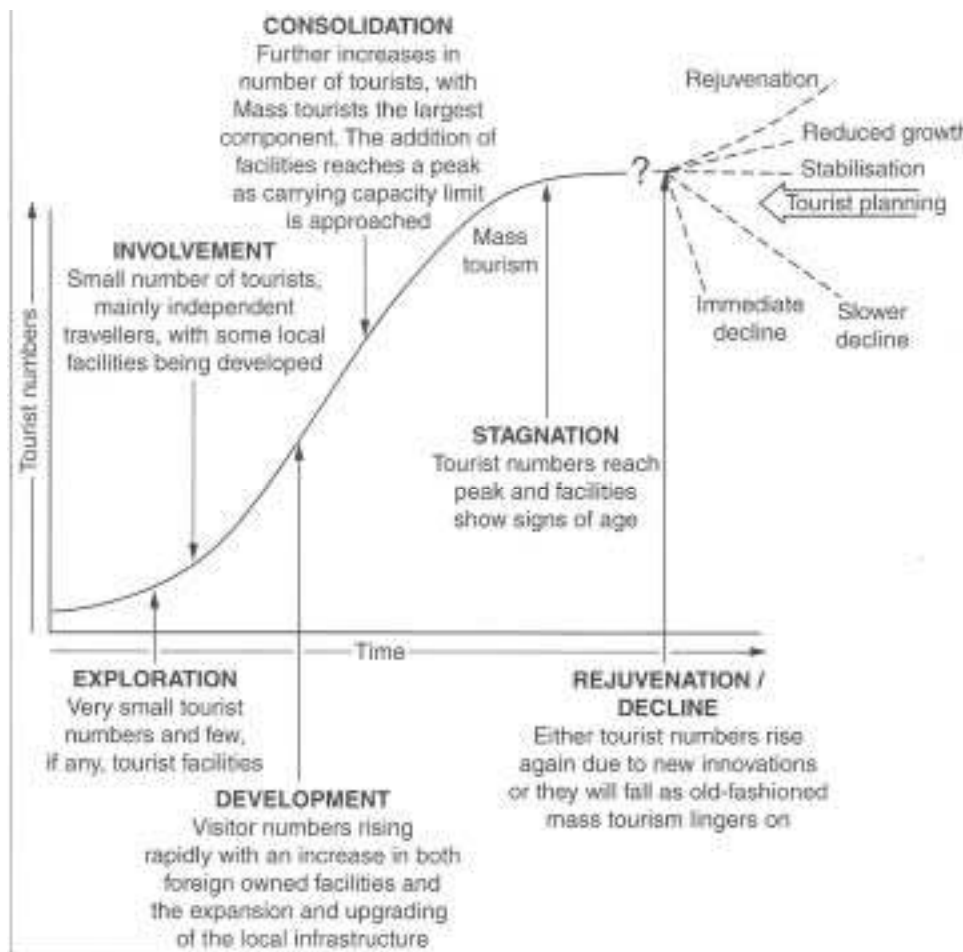 CONSOLIDATION
Further increases in
number of tourists, with
Mass tourists the largest
component. The addition of
facilities reaches a peak
as carrying capacity limit
is approached
Rejuvenation
Reduced growth
?
Stabilisation
Tourist planning
Mass
tourism
INVOLVEMENT
Small number of tourists,
mainly independent
travellers, with some local
facilities being developed
Immediate
decline
Slower
decline
Tourist numbers
STAGNATION
Tourist numbers reach
peak and facilities
show signs of age
Time
EXPLORATION
Very small tourist
numbers and few,
if any, tourist facilities
REJUVENATION /
DECLINE
Either tourist numbers rise
again due to new innovations
or they will fall as old-fashioned
mass tourism lingers on
DEVELOPMENT
Visitor numbers rising
rapidly with an increase in both
foreign owned facilities and
the expansion and upgrading
of the local infrastructure